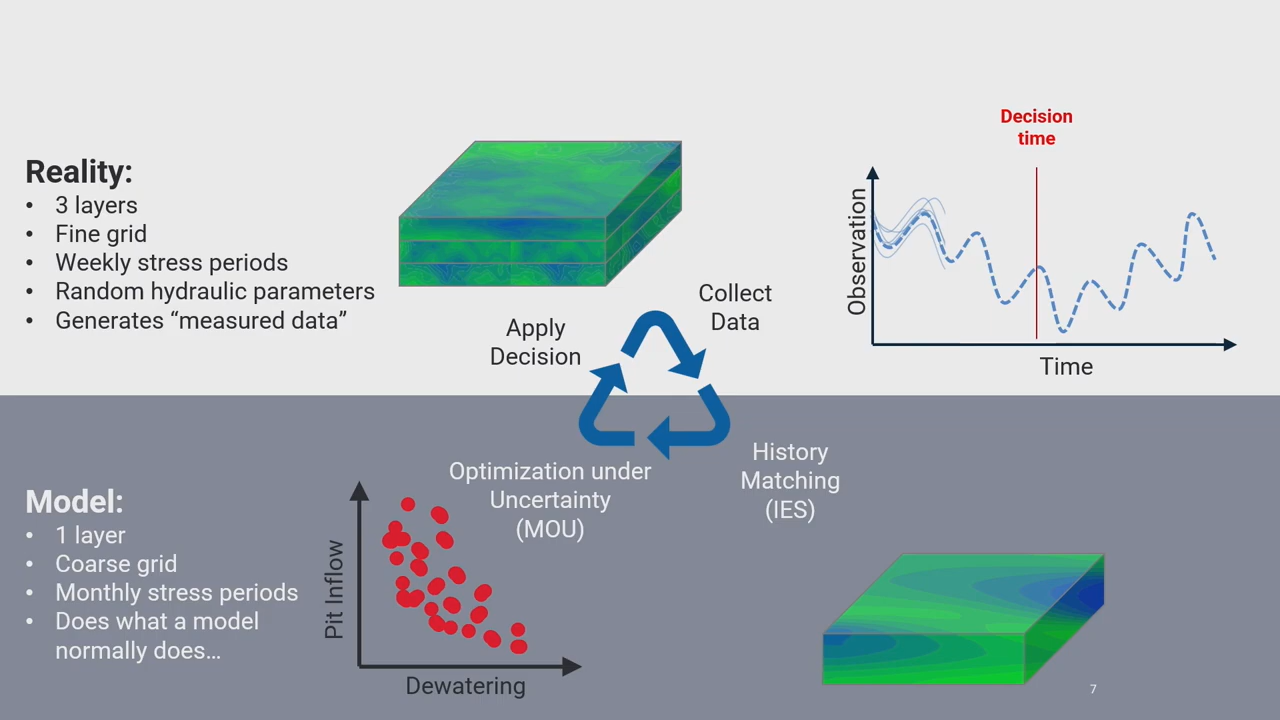 Reality:
• 3 layers
• Fine grid
• Weekly stress periods
• Random hydraulic parameters
• Generates “measured data”
Apply
Decision
Collect
Data
Decision
time
Observation
Time
Model:
• 1 layer
• Coarse grid
• Monthly stress periods
• Does what a model
normally does…
Optimization under
Uncertainty
(MOU)
History
Matching
(IES)
Pit Inflow
Dewatering
7